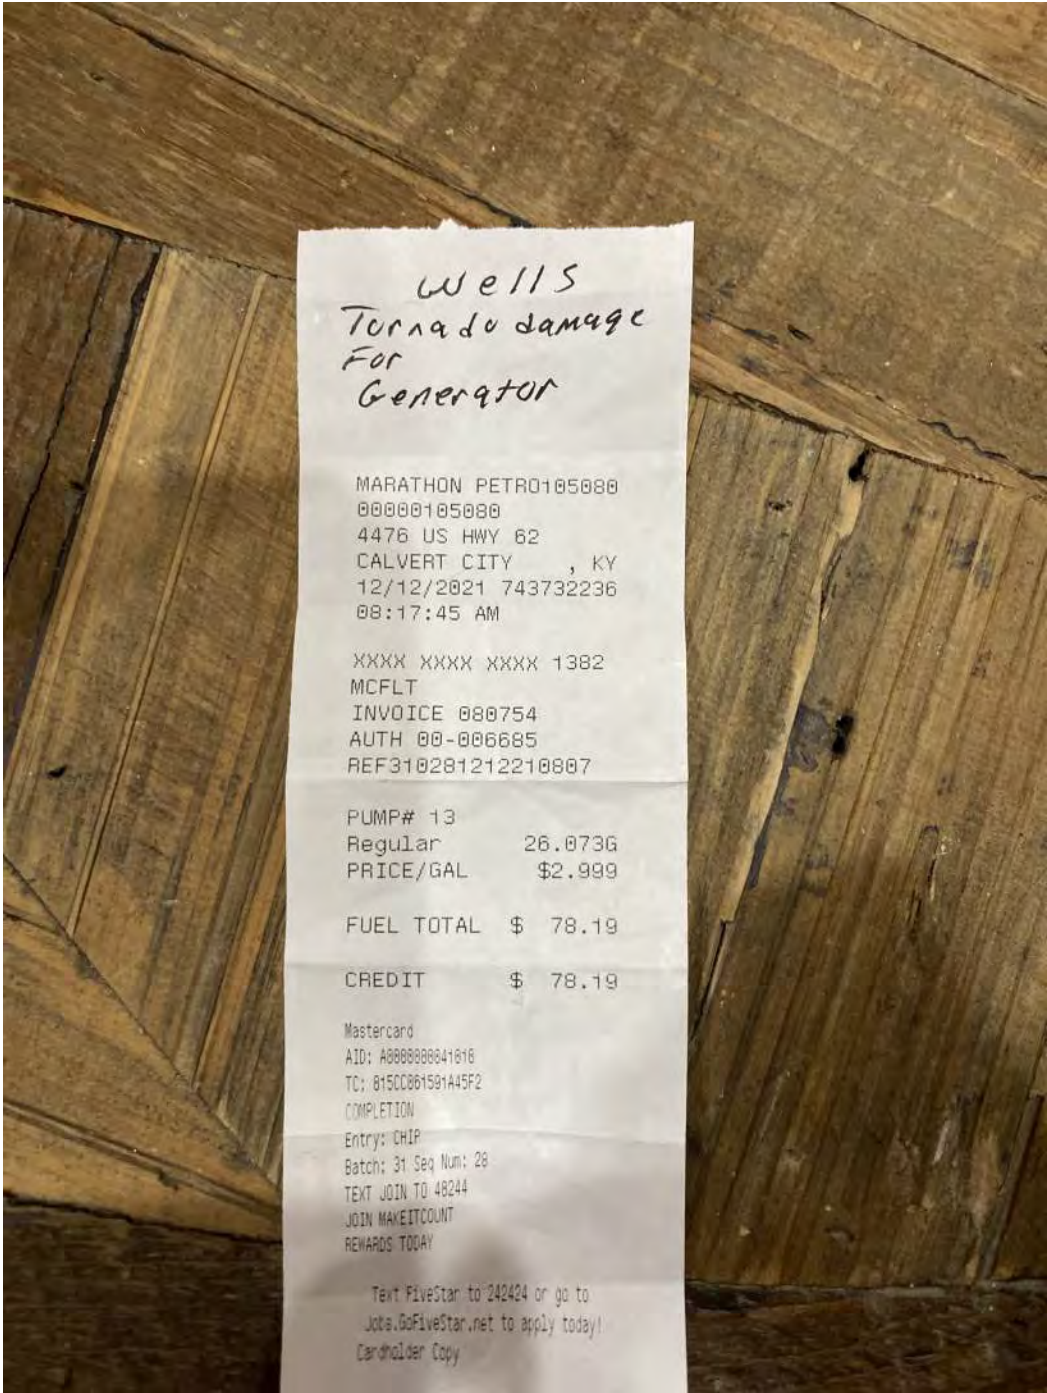 Wells
Tornado damage
For
Generator
MARATHON PETRO105080
00000105080
4476 US HWY 62
CALVERT CITY , KY
12/12/2021 743732236
08:17:45 AM
XXXX XXXX XXXX 1382
MCFLT
INVOICE 080754
AUTH 00-006685
REF310281212210807
PUMP# 13
Regular 26.073G
PRICE/GAL $2.999
FUEL TOTAL $ 78.19
CREDIT $ 78.19
Mastercard
AID: A0000000041010
TC: 815CC861591A45F2
COMPLETION
Entry: CHIP
Batch: 31 Seq Num: 28
TEXT JOIN TO 48244
JOIN MAKEITCOUNT
REWARDS TODAY
Text FiveStar to 242424 or go to
Jobs.GoFiveStar.net to apply today!
Cardholder Copy